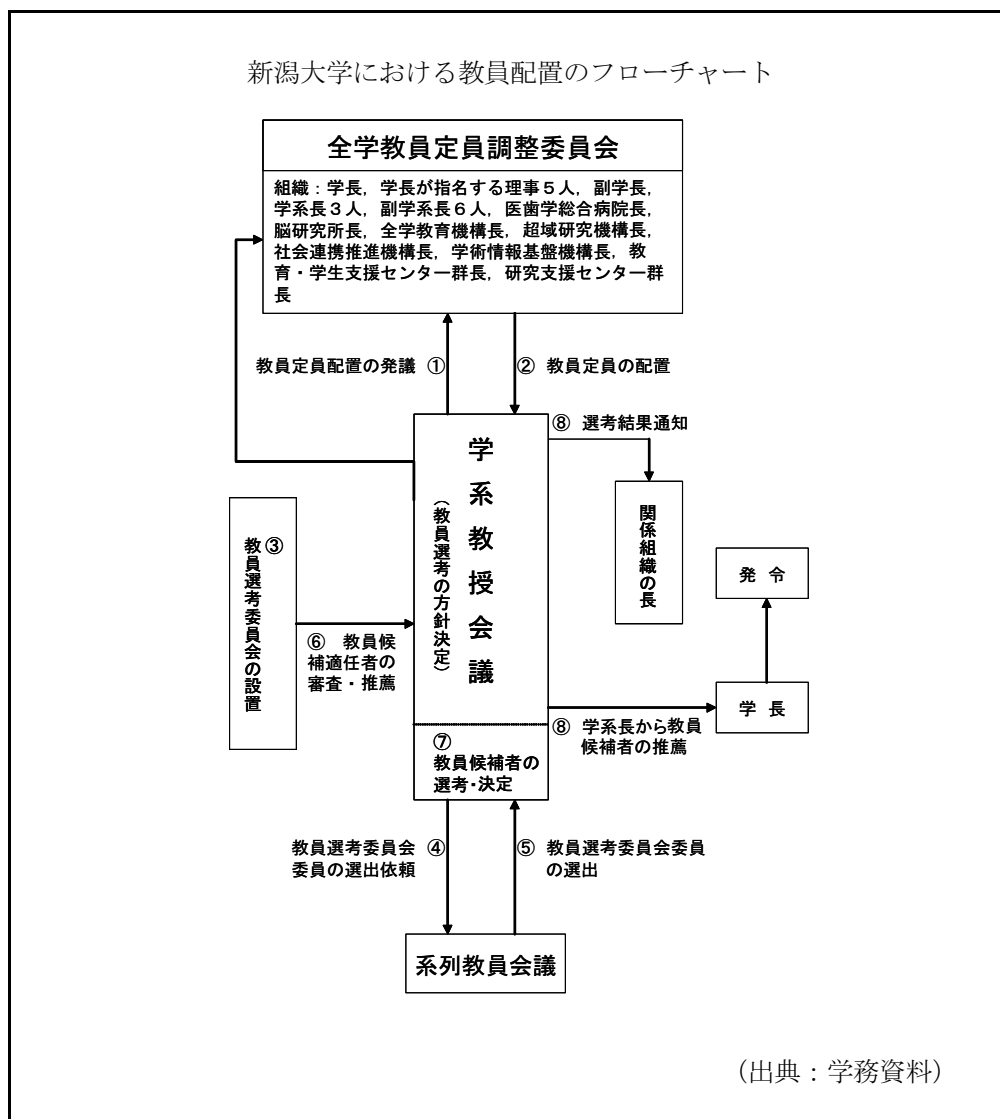 新潟大学における教員配置のフローチャート
全学教員定員調整委員会
組織：学長，学長が指名する理事５人，副学長，
学系長３人，副学系長６人，医歯学総合病院長，
脳研究所長，全学教育機構長，超域研究機構長，
社会連携推進機構長，学術情報基盤機構長，教
育・学生支援センター群長，研究支援センター群
長
教員定員配置の発議 ①
② 教員定員の配置
学系教授会議
（教員選考の方針決定）
⑧ 選考結果通知
関係組織の長
③
教員選考委員会の設置
⑥ 教員候
補適任者の
審査・推薦
発 令
学 長
⑧ 学系長から教員
候補者の推薦
⑦
教員候補者の
選考・決定
教員選考委員会 ④
委員の選出依頼
⑤ 教員選考委員会委員
の選出
系列教員会議
（出典：学務資料）